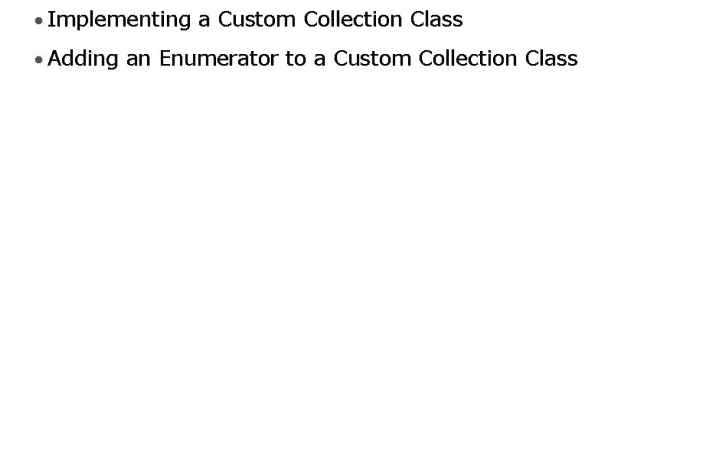 • Implementing a Custom Collection Class
• Adding an Enumerator to a Custom Collection Class